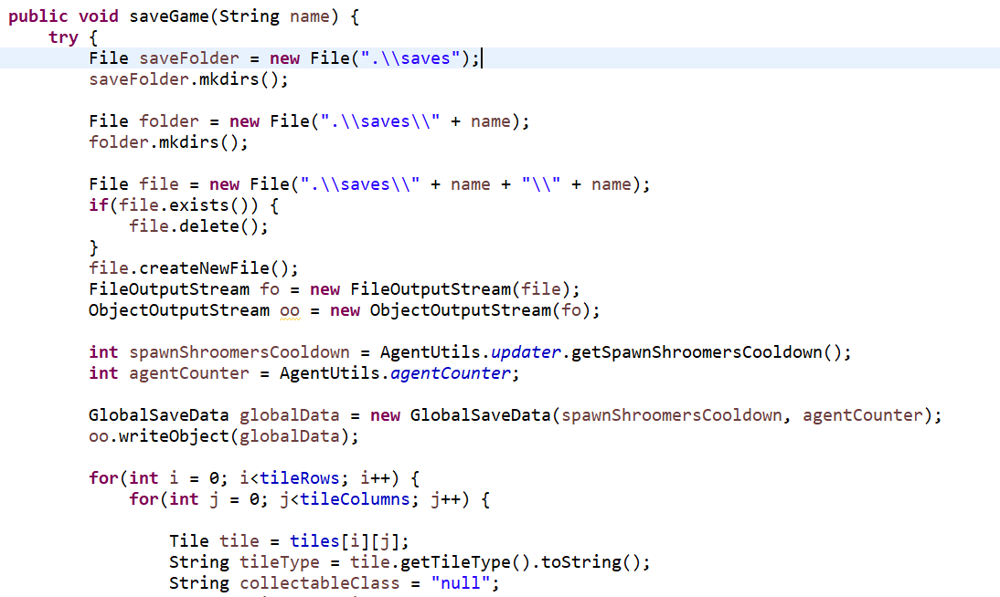 public void saveGame(String name) {
try {
File saveFolder = new File(".\\saves");
saveFolder.mkdirs();
File folder = new File(".\\saves\\" + name);
folder.mkdirs();
File file = new File(".\\saves\\" + name + "\\" + name);
if(file.exists()) {
file.delete();
}
file.createNewFile();
FileOutputStream fo = new FileOutputStream(file);
ObjectOutputStream oo = new ObjectOutputStream(fo);
int spawnShroomersCooldown = AgentUtils.updater.getSpawnShroomersCooldown();
int agentCounter = AgentUtils.agentCounter;
GlobalSaveData globalData = new GlobalSaveData(spawnShroomersCooldown, agentCounter);
oo.writeObject(globalData);
for(int i = 0; i<tileRows; i++) {
for(int j = 0; j<tileColumns; j++) {
Tile tile = tiles[i][j];
String tileType = tile.getTileType().toString();
String collectableClass = "null";